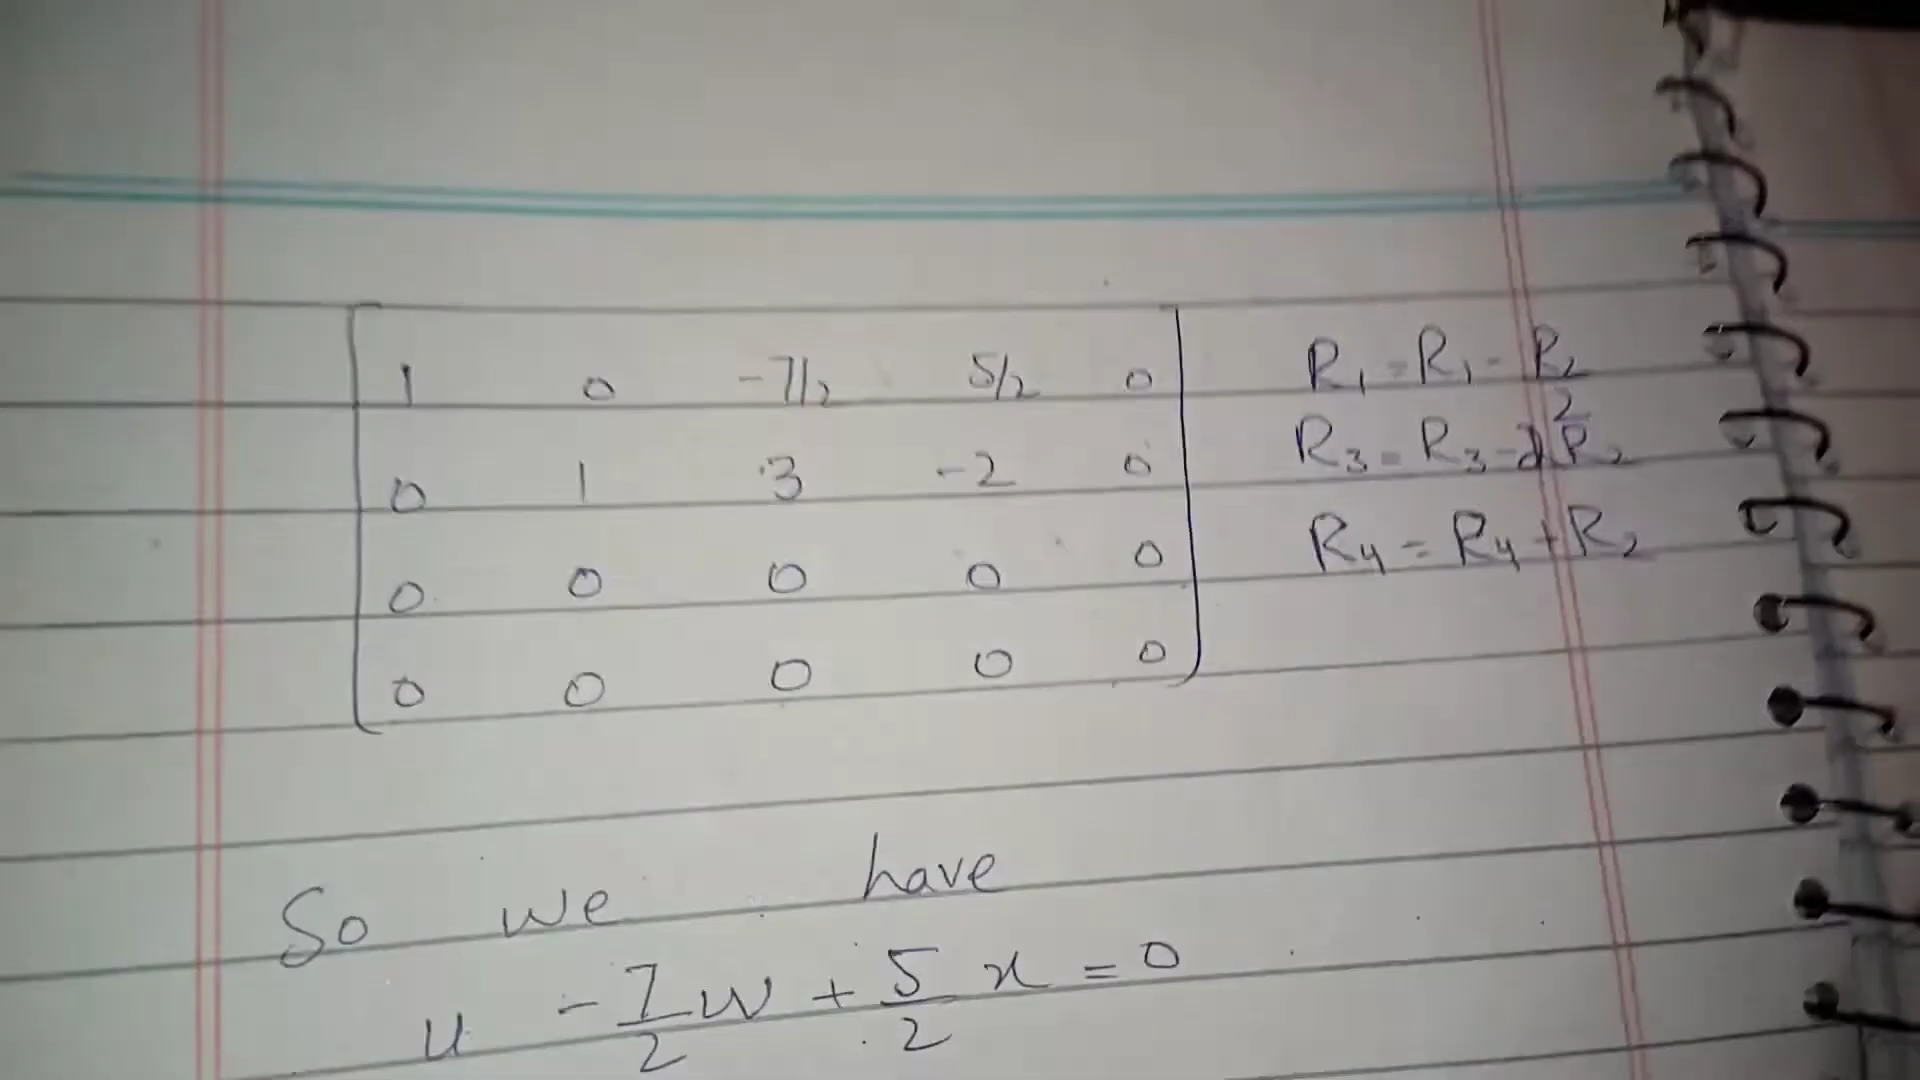 1 0 -7/2 5/2 0 R₁ = R₁ - R₂/2
0 1 3 -2 0 R₃ = R₃ - 2R₂
0 0 0 0 0 R₄ = R₄ + R₂
0 0 0 0 0
So we have
u - 7/2 w + 5/2 x = 0